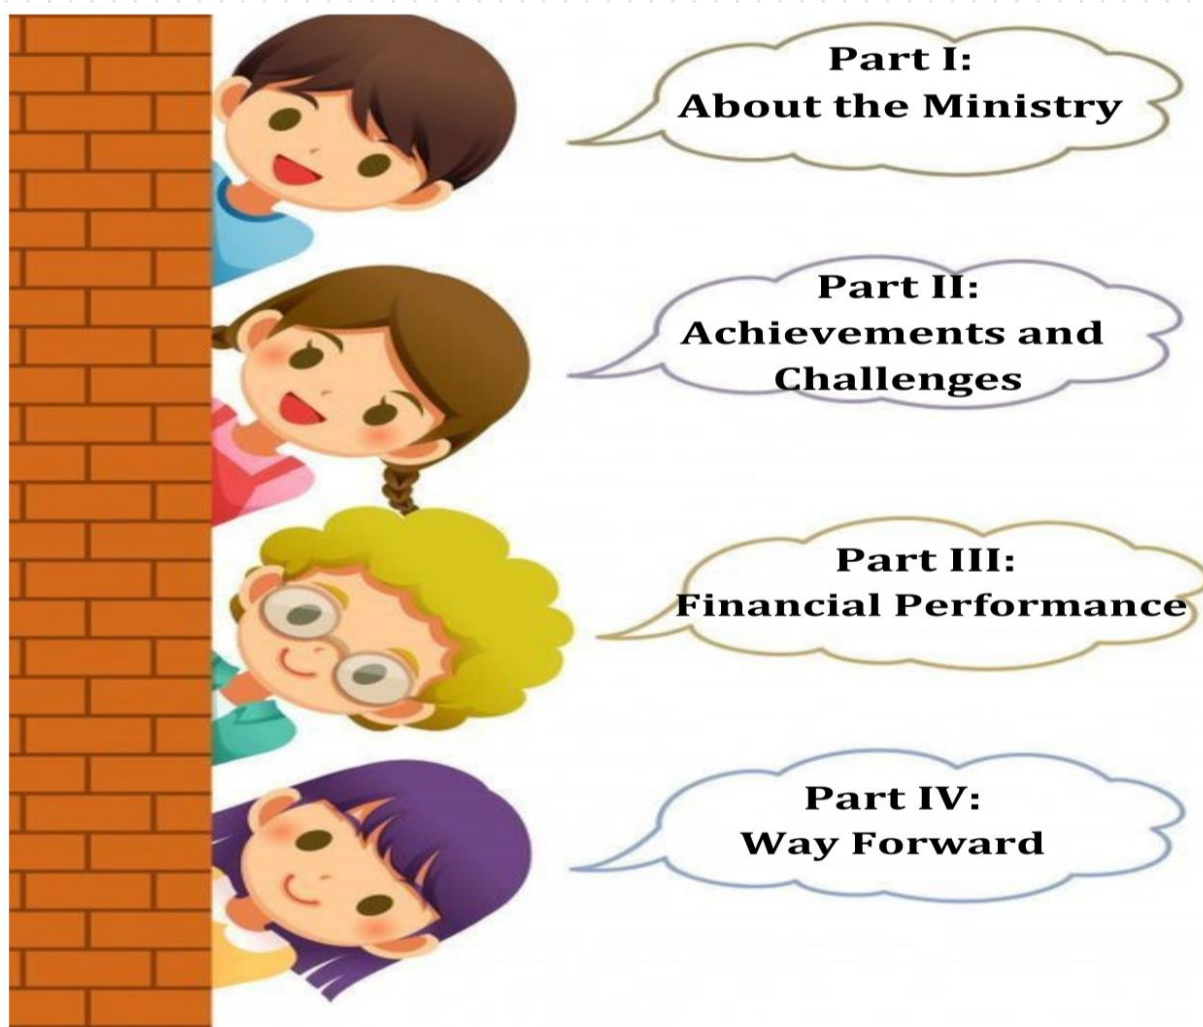 Part I:
About the Ministry
Part II:
Achievements and
Challenges
Part III:
Financial Performance
Part IV:
Way Forward